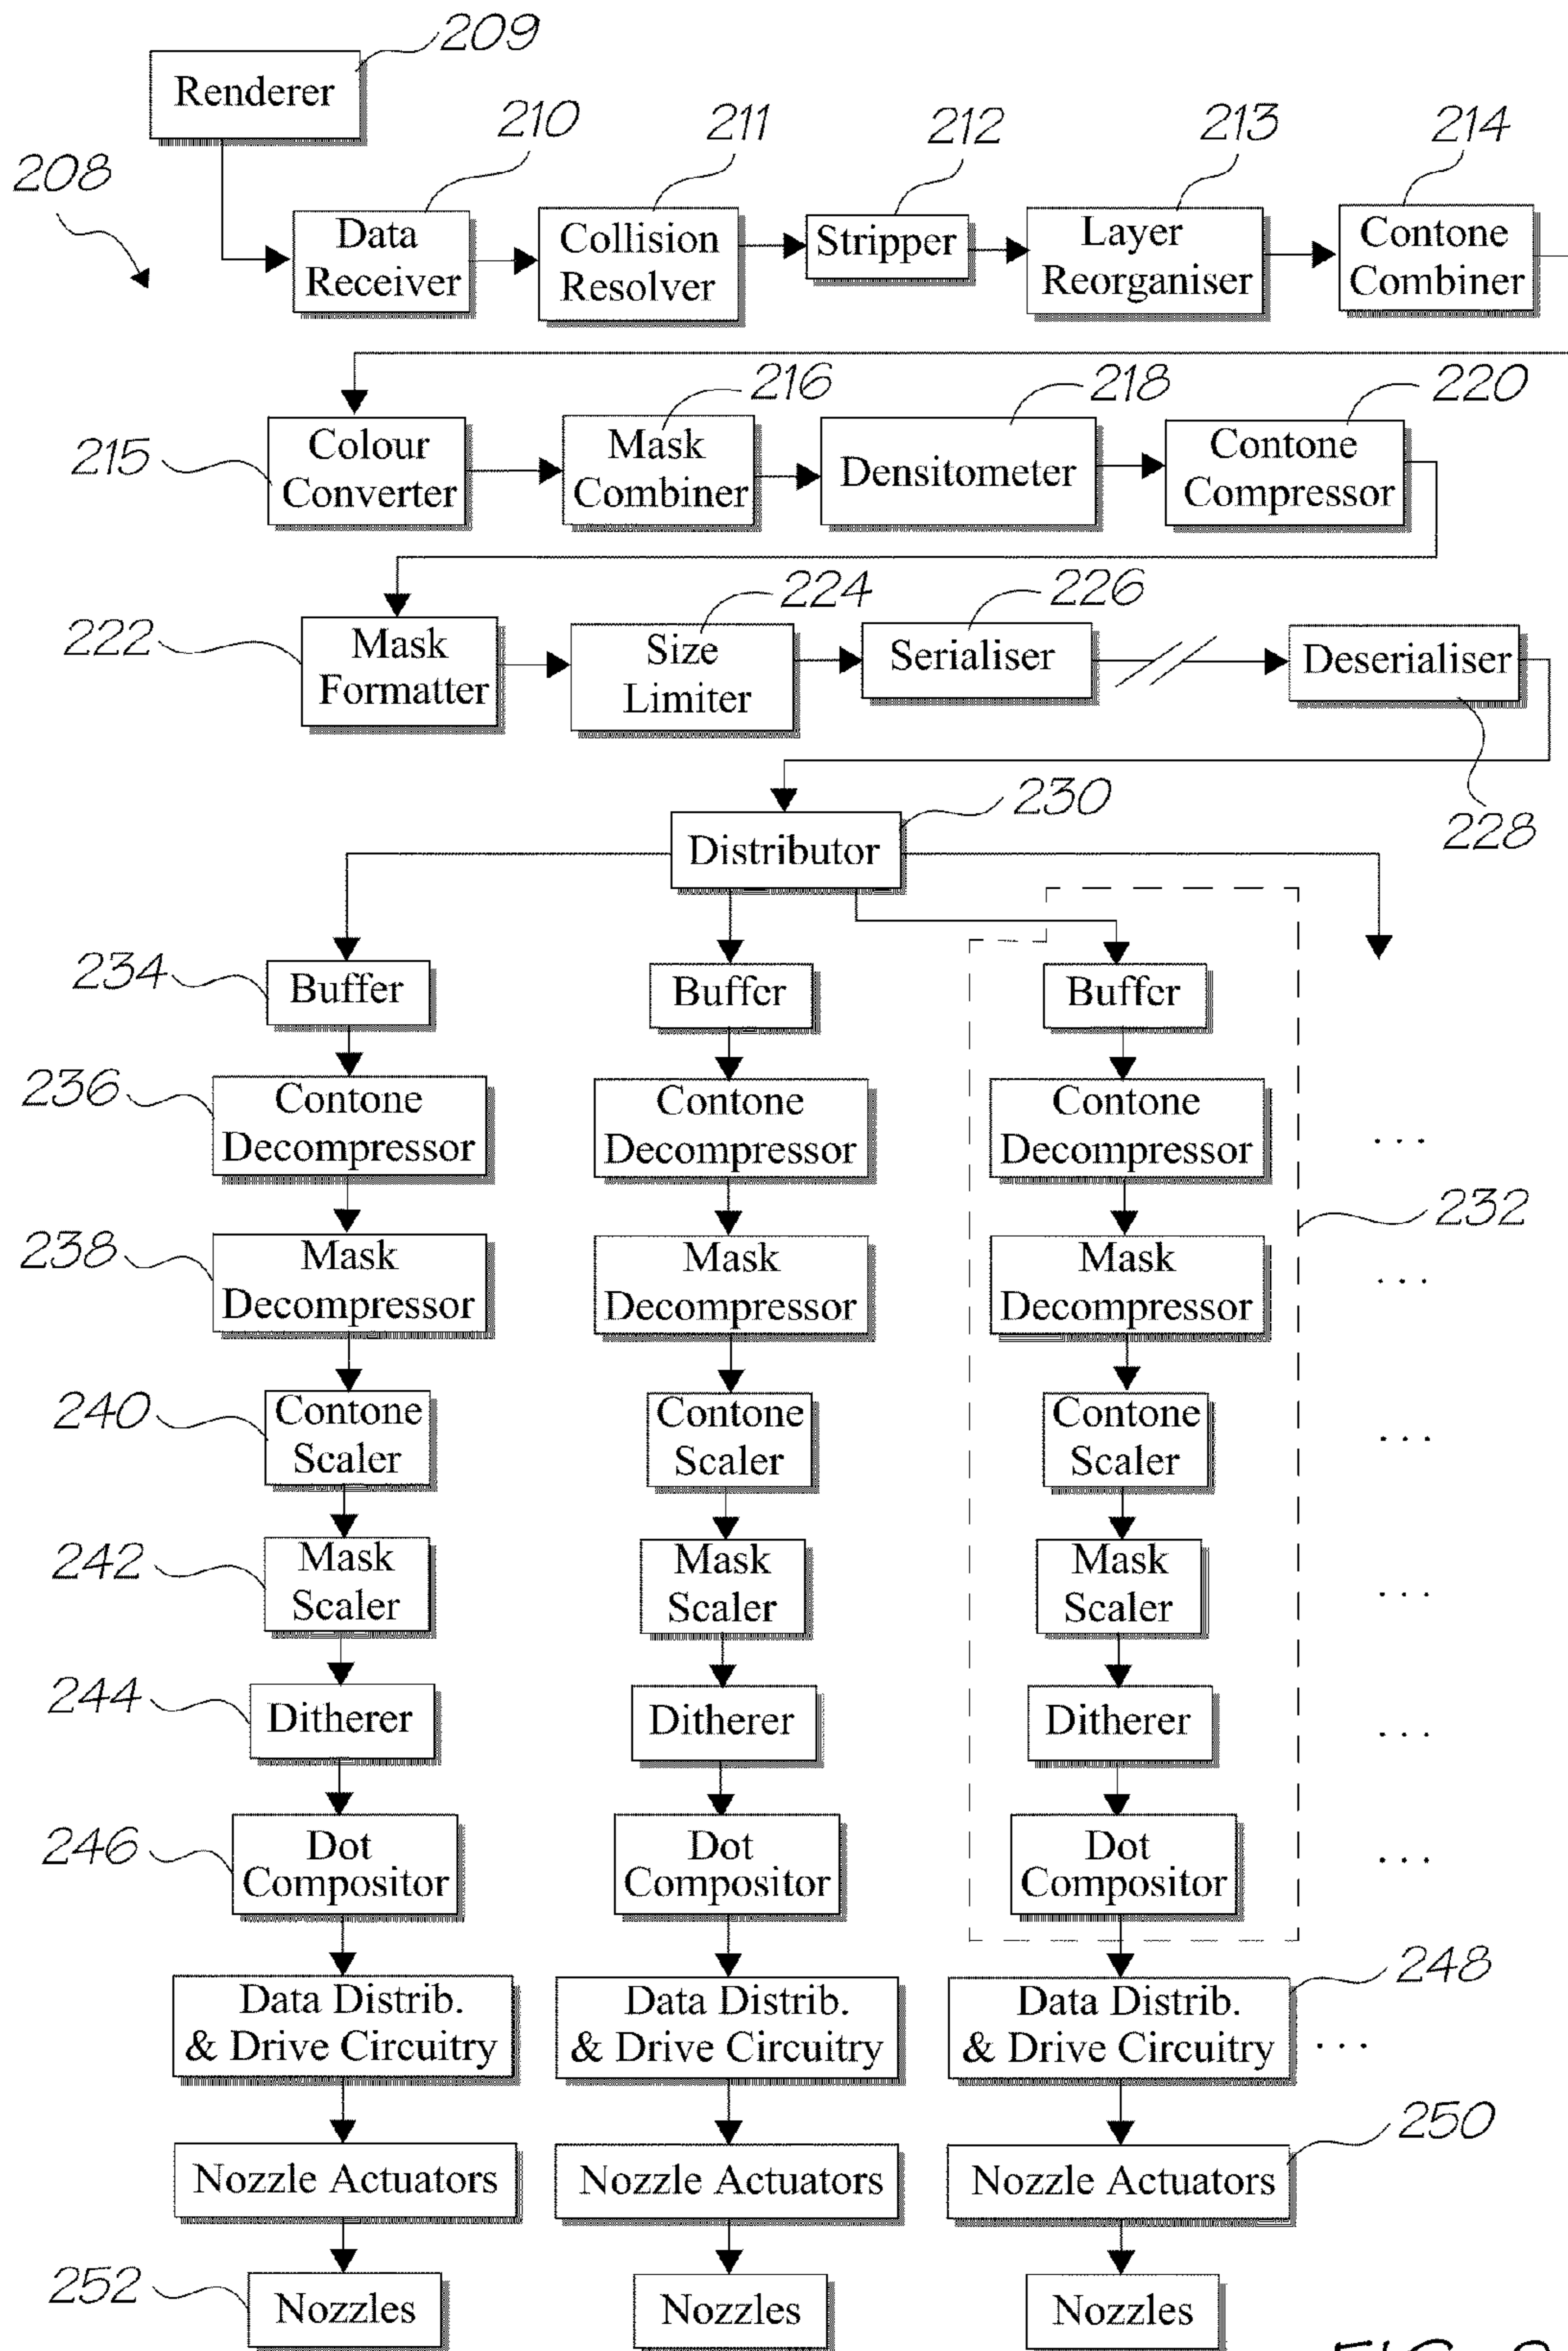 209
Renderer
210
211
212
213
214
208
Data
Receiver
Collision
Resolver
Stripper
Layer
Reorganiser
Contone
Combiner
216
218
220
215
Colour
Converter
Mask
Combiner
Densitometer
Contone
Compressor
224
226
222
Mask
Formatter
Size
Limiter
Serialiser
Deserialiser
228
230
Distributor
234
Buffer
Buffer
Buffer
236
Contone
Decompressor
Contone
Decompressor
Contone
Decompressor
...
232
238
Mask
Decompressor
Mask
Decompressor
Mask
Decompressor
...
240
Contone
Scaler
Contone
Scaler
Contone
Scaler
...
242
Mask
Scaler
Mask
Scaler
Mask
Scaler
...
244
Ditherer
Ditherer
Ditherer
...
246
Dot
Compositor
Dot
Compositor
Dot
Compositor
...
248
Data Distrib.
& Drive Circuitry
Data Distrib.
& Drive Circuitry
Data Distrib.
& Drive Circuitry
...
250
Nozzle Actuators
Nozzle Actuators
Nozzle Actuators
252
Nozzles
Nozzles
Nozzles